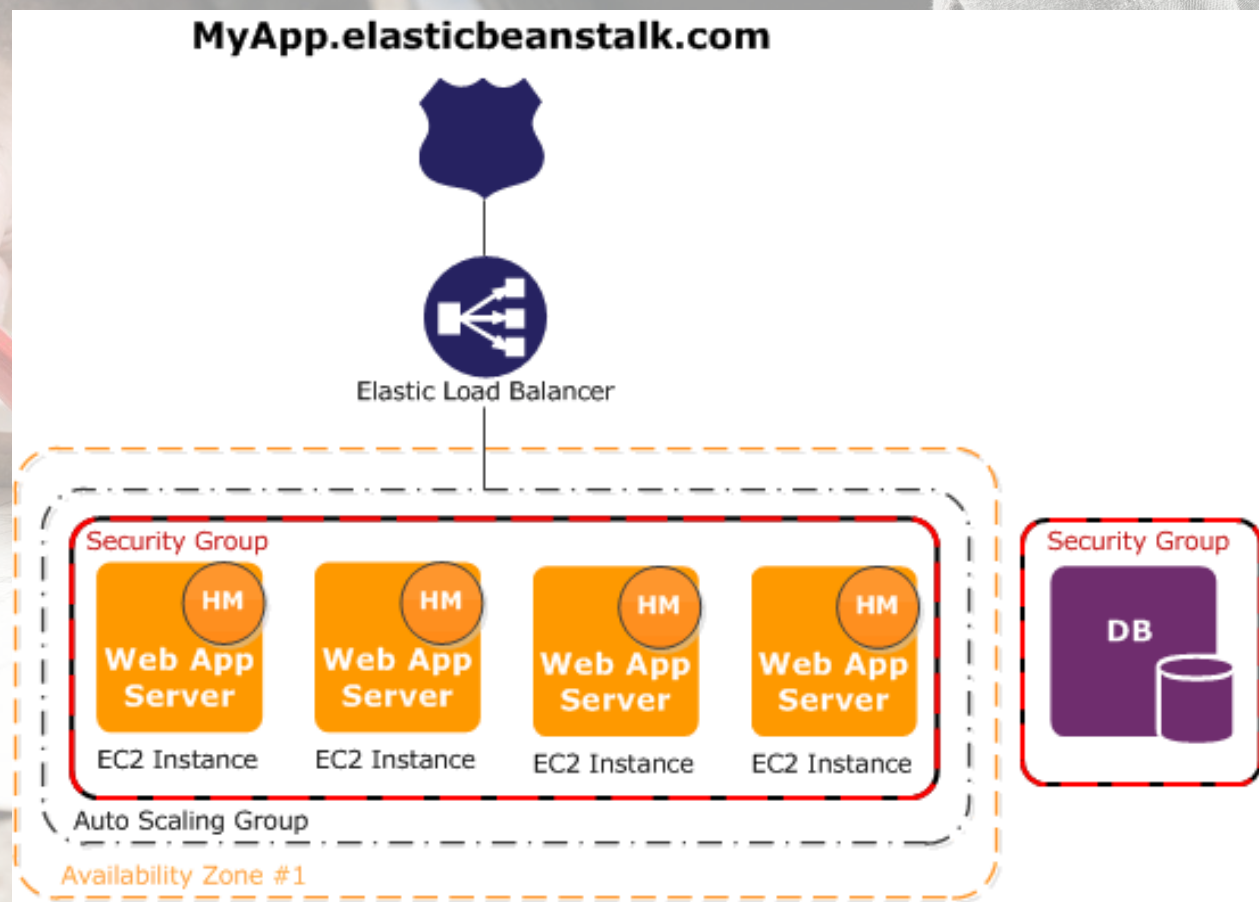 MyApp.elasticbeanstalk.com
Elastic Load Balancer
Security Group
HM
Web App
Server
EC2 Instance
HM
Web App
Server
EC2 Instance
HM
Web App
Server
EC2 Instance
HM
Web App
Server
EC2 Instance
Auto Scaling Group
Availability Zone #1
Security Group
DB